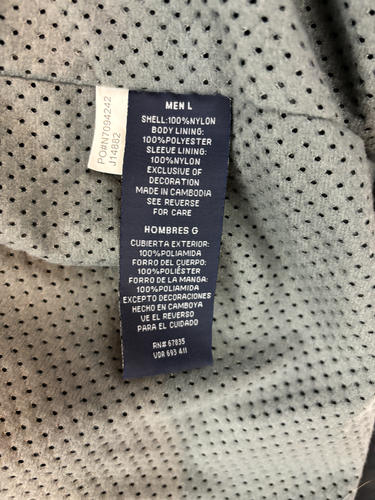 PO#N7094242
J14882
MEN L
SHELL:100%NYLON
BODY LINING:
100%POLYESTER
SLEEVE LINING:
100%NYLON
EXCLUSIVE OF
DECORATION
MADE IN CAMBODIA
SEE REVERSE
FOR CARE
HOMBRES G
CUBIERTA EXTERIOR:
100%POLIAMIDA
FORRO DEL CUERPO:
100%POLIÉSTER
FORRO DE LA MANGA:
100%POLIAMIDA
EXCEPTO DECORACIONES
HECHO EN CAMBOYA
VE EL REVERSO
PARA EL CUIDADO
RN# 67835
VDR 693 411